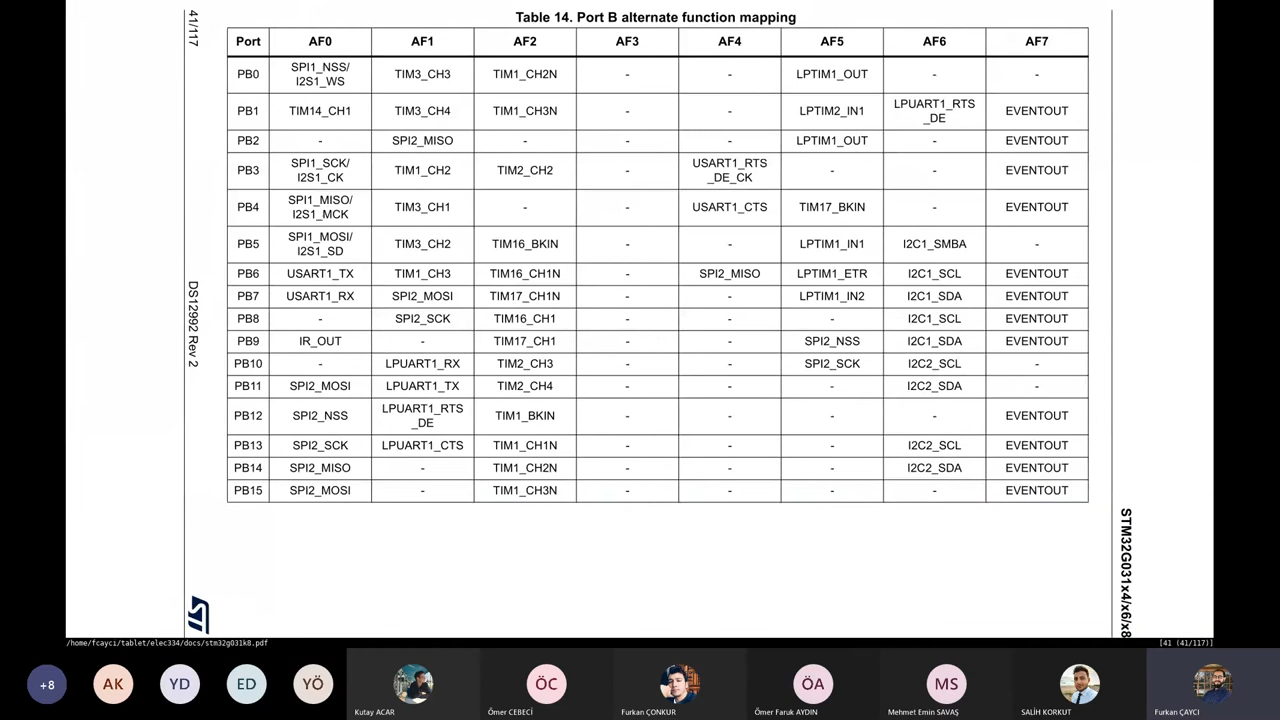 Table 14. Port B alternate function mapping
Port AF0 AF1 AF2 AF3 AF4 AF5 AF6 AF7
PB0 SPI1_NSS/ I2S1_WS TIM3_CH3 TIM1_CH2N - - LPTIM1_OUT - -
PB1 TIM14_CH1 TIM3_CH4 TIM1_CH3N - - LPTIM2_IN1 LPUART1_RTS _DE EVENTOUT
PB2 - SPI2_MISO - - - LPTIM1_OUT - EVENTOUT
PB3 SPI1_SCK/ I2S1_CK TIM1_CH2 TIM2_CH2 - USART1_RTS _DE_CK - - EVENTOUT
PB4 SPI1_MISO/ I2S1_MCK TIM3_CH1 - - USART1_CTS TIM17_BKIN - EVENTOUT
PB5 SPI1_MOSI/ I2S1_SD TIM3_CH2 TIM16_BKIN - - LPTIM1_IN1 I2C1_SMBA -
PB6 USART1_TX TIM1_CH3 TIM16_CH1N - SPI2_MISO LPTIM1_ETR I2C1_SCL EVENTOUT
PB7 USART1_RX SPI2_MOSI TIM17_CH1N - - LPTIM1_IN2 I2C1_SDA EVENTOUT
PB8 - SPI2_SCK TIM16_CH1 - - - I2C1_SCL EVENTOUT
PB9 IR_OUT - TIM17_CH1 - - SPI2_NSS I2C1_SDA EVENTOUT
PB10 - LPUART1_RX TIM2_CH3 - - SPI2_SCK I2C2_SCL -
PB11 SPI2_MOSI LPUART1_TX TIM2_CH4 - - - I2C2_SDA -
PB12 SPI2_NSS LPUART1_RTS _DE TIM1_BKIN - - - - EVENTOUT
PB13 SPI2_SCK LPUART1_CTS TIM1_CH1N - - - I2C2_SCL EVENTOUT
PB14 SPI2_MISO - TIM1_CH2N - - - I2C2_SDA EVENTOUT
PB15 SPI2_MOSI - TIM1_CH3N - - - - EVENTOUT
41/117
DS12992 Rev 2
STM32G031x4/x6/x8
ST
/home/fcayci/tablet/elec334/docs/stm32g031k8.pdf [41 (41/117)]
+8 AK YD ED YÖ ÖC ÖA MS
Kutay ACAR Ömer CEBECİ Furkan ÇONKUR Ömer Faruk AYDIN Mehmet Emin SAVAŞ SALİH KORKUT Furkan ÇAYCI